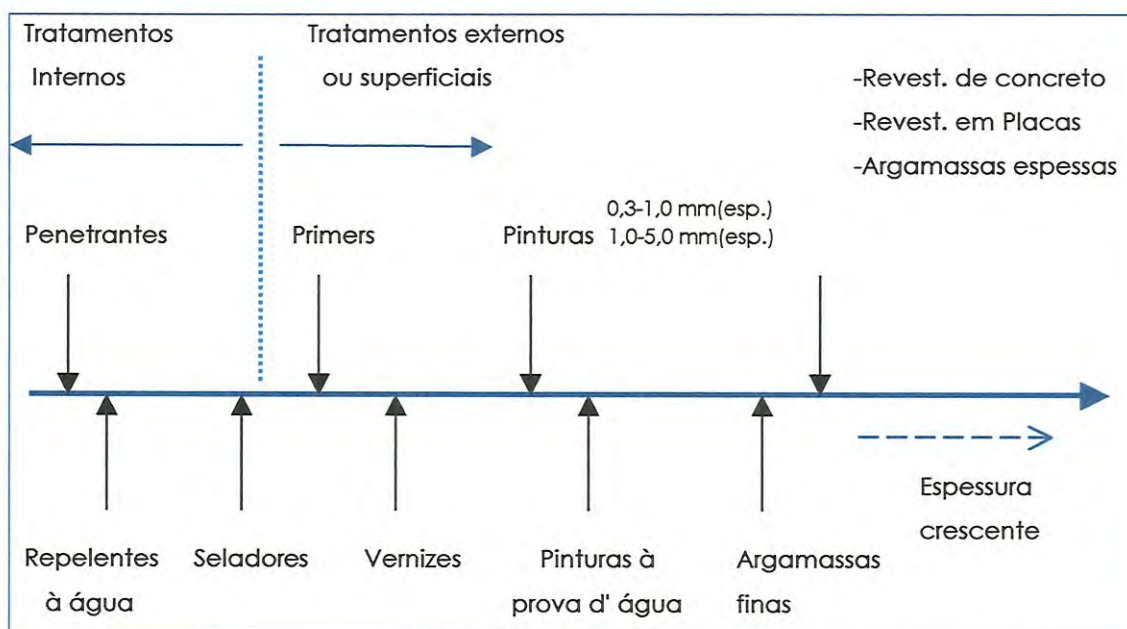 Tratamentos
Internos
Tratamentos externos
ou superficiais
-Revest. de concreto
-Revest. em Placas
-Argamassas espessas
Penetrantes
Primers
Pinturas
0,3-1,0 mm(esp.)
1,0-5,0 mm(esp.)
Espessura
crescente
Repelentes
à água
Seladores
Vernizes
Pinturas à
prova d' água
Argamassas
finas